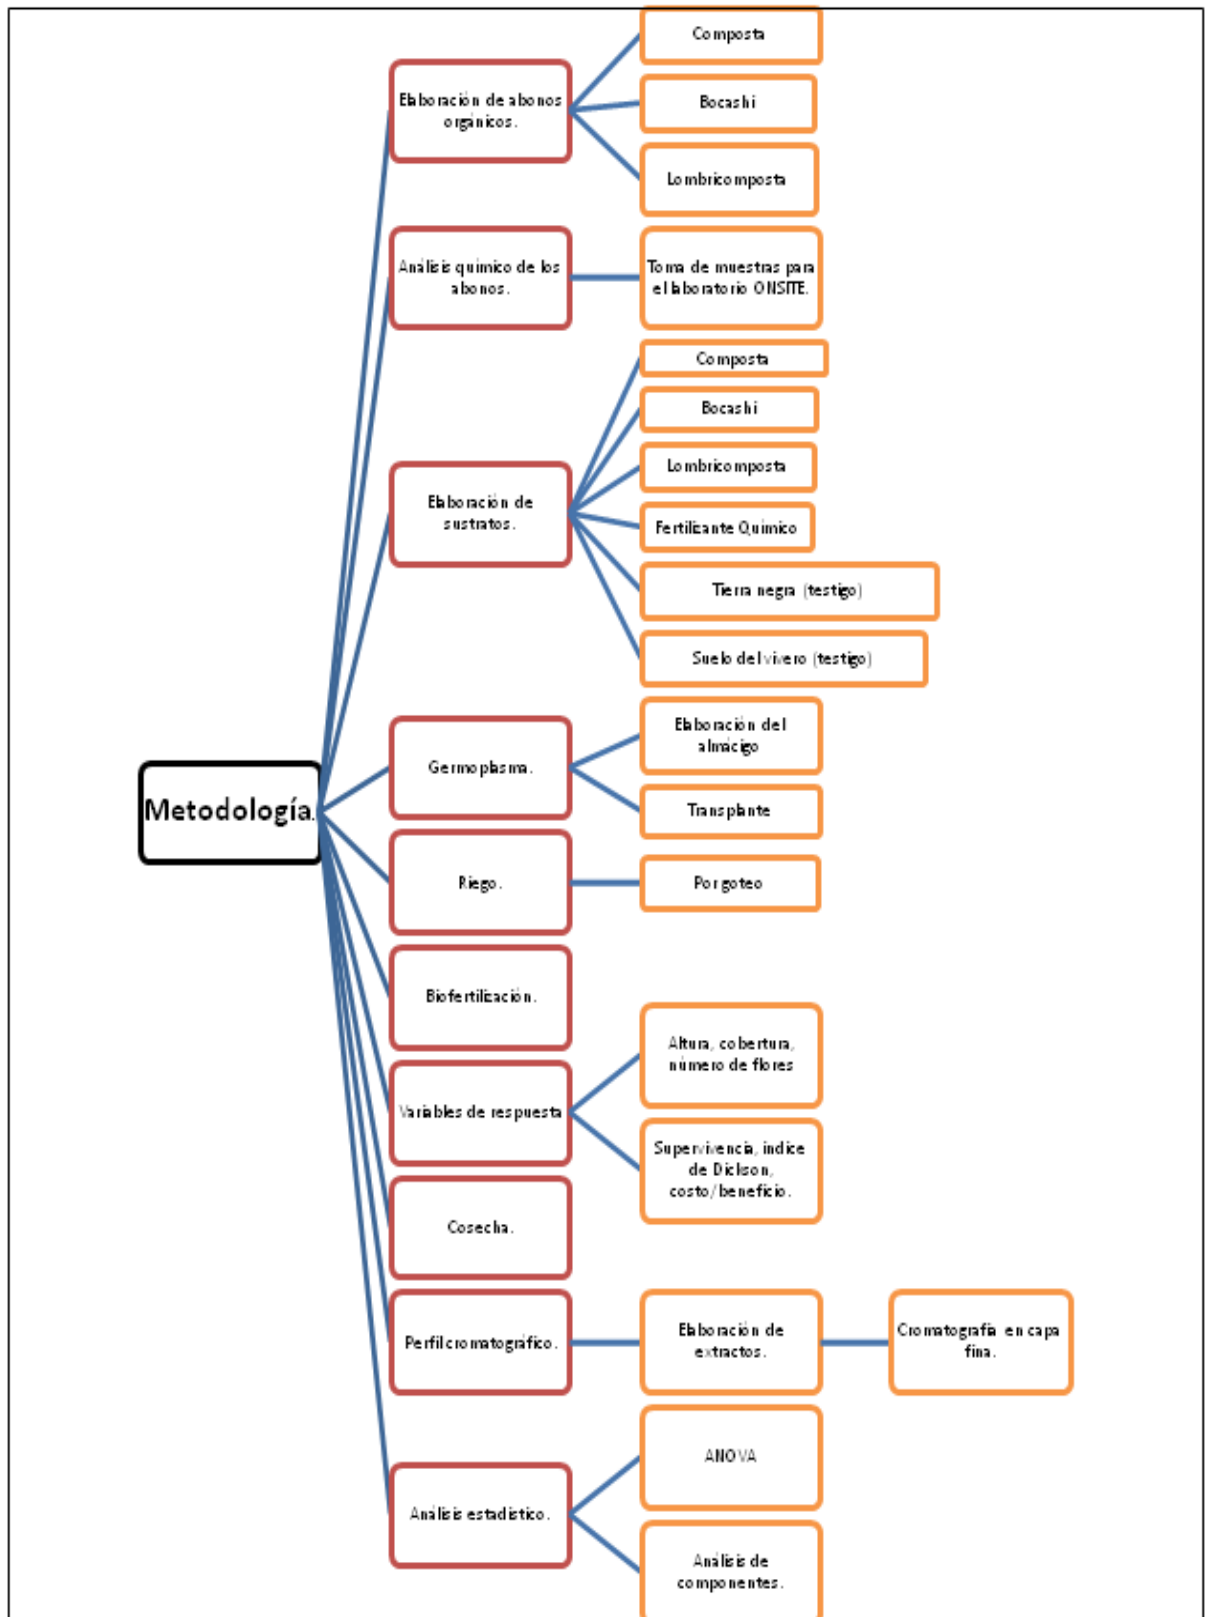 Metodología.
Elaboración de abonos
orgánicos.
Composta
Bocashi
Lombricomposta
Análisis químico de los
abonos.
Toma de muestras para
el laboratorio ONSITE.
Elaboración de
sustratos.
Composta
Bocashi
Lombricomposta
Fertilizante Químico
Tierra negra (testigo)
Suelo del vivero (testigo)
Germoplasma.
Elaboración del
almácigo
Transplante
Riego.
Por goteo
Biofertilización.
Variables de respuesta
Altura, cobertura,
número de flores
Supervivencia, índice
de Dickson,
costo/beneficio.
Cosecha.
Perfil cromatográfico.
Elaboración de
extractos.
Cromatografía en capa
fina.
Análisis estadístico.
ANOVA
Análisis de
componentes.